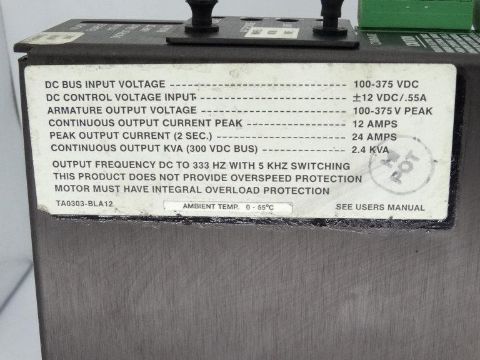 DC BUS INPUT VOLTAGE 100-375 VDC
DC CONTROL VOLTAGE INPUT ±12 VDC/.55A
ARMATURE OUTPUT VOLTAGE 100-375 V PEAK
CONTINUOUS OUTPUT CURRENT PEAK 12 AMPS
PEAK OUTPUT CURRENT (2 SEC.) 24 AMPS
CONTINUOUS OUTPUT KVA (300 VDC BUS) 2.4 KVA
OUTPUT FREQUENCY DC TO 333 HZ WITH 5 KHZ SWITCHING
THIS PRODUCT DOES NOT PROVIDE OVERSPEED PROTECTION
MOTOR MUST HAVE INTEGRAL OVERLOAD PROTECTION
TA0303-BLA12 AMBIENT TEMP. 0 - 55°C SEE USERS MANUAL